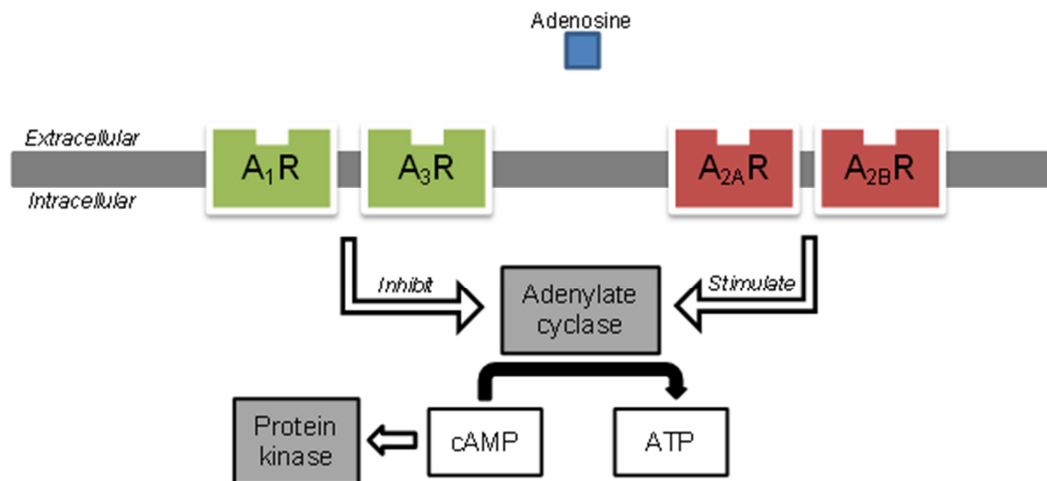 Adenosine
Extracellular
A₁R
A₃R
A₂AR
A₂BR
Intracellular
Inhibit
Stimulate
Adenylate
cyclase
Protein
kinase
cAMP
ATP